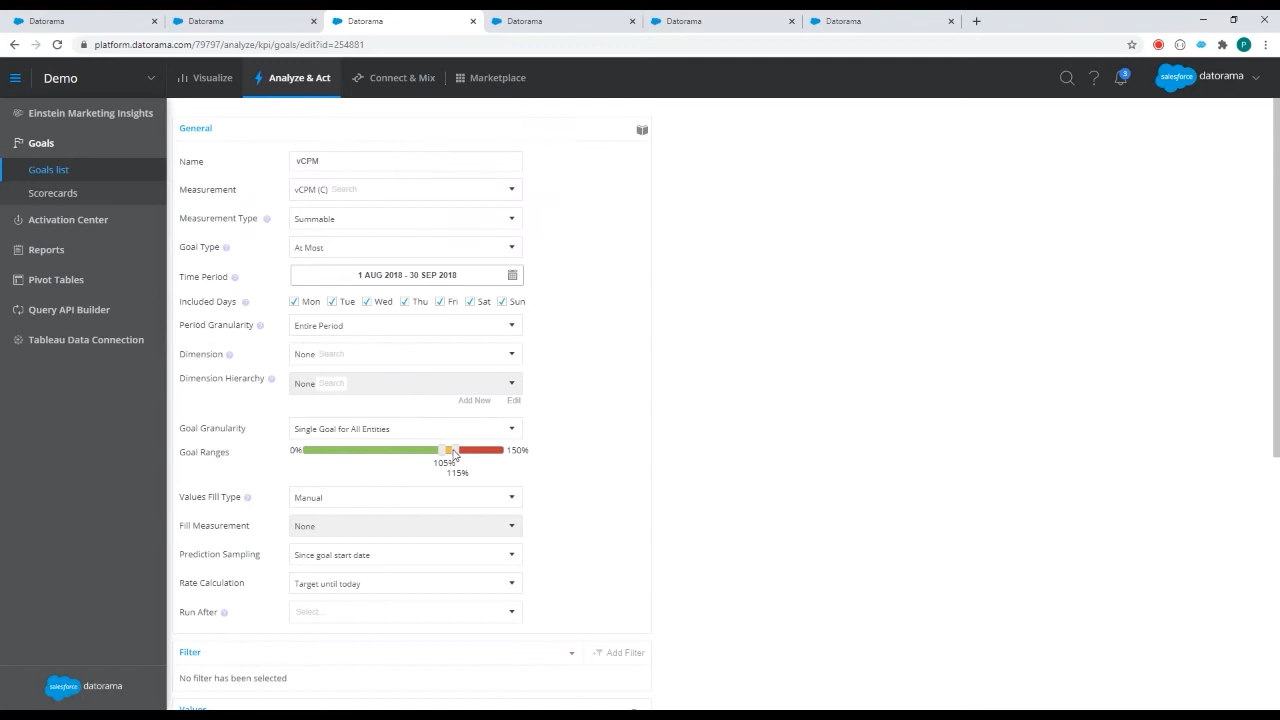 Datorama
Datorama
Datorama
Datorama
Datorama
Datorama
platform.datorama.com/79797/analyze/kpi/goals/edit?id=254881
P
Demo
Visualize
Analyze & Act
Connect & Mix
Marketplace
?
3
salesforce datorama
Einstein Marketing Insights
Goals
Goals list
Scorecards
Activation Center
Reports
Pivot Tables
Query API Builder
Tableau Data Connection
salesforce datorama
General
Name vCPM
Measurement vCPM (C) Search
Measurement Type ? Summable
Goal Type ? At Most
Time Period ? 1 AUG 2018 - 30 SEP 2018
Included Days ? Mon Tue Wed Thu Fri Sat Sun
Period Granularity ? Entire Period
Dimension ? None Search
Dimension Hierarchy ? None Search
Add New Edit
Goal Granularity Single Goal for All Entities
Goal Ranges 0% 150%
105%
115%
Values Fill Type ? Manual
Fill Measurement None
Prediction Sampling Since goal start date
Rate Calculation Target until today
Run After ? Select...
Filter Add Filter
No filter has been selected
Values